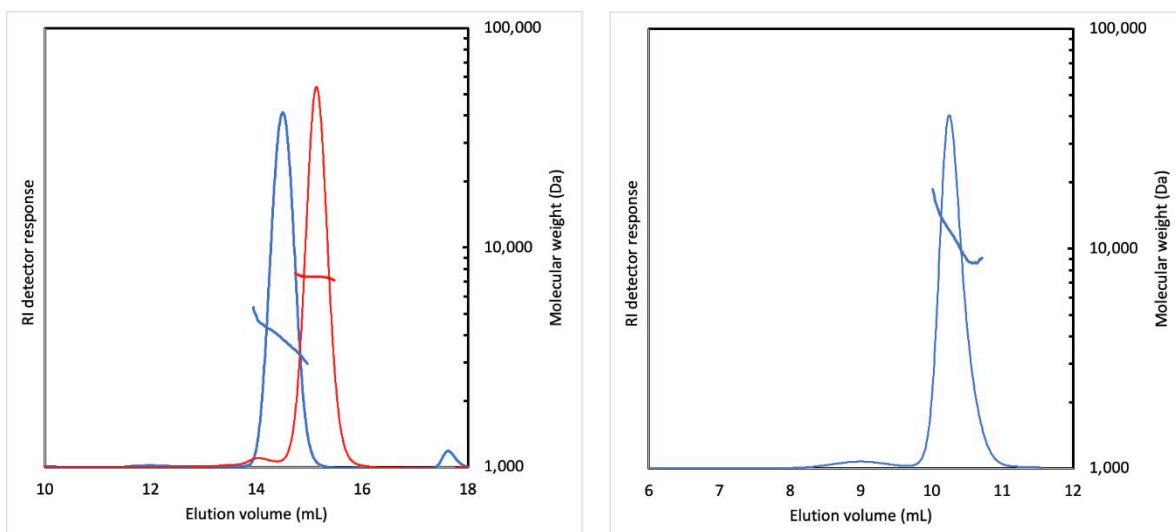 100,000
10,000
1,000
RI detector response
Molecular weight (Da)
10 12 14 16 18
Elution volume (mL)
100,000
10,000
1,000
RI detector response
Molecular weight (Da)
6 7 8 9 10 11 12
Elution volume (mL)